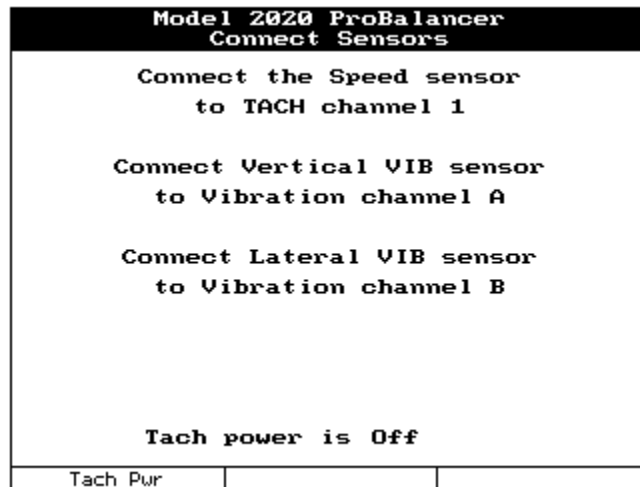 Model 2020 ProBalancer
Connect Sensors
Connect the Speed sensor
to TACH channel 1
Connect Vertical VIB sensor
to Vibration channel A
Connect Lateral VIB sensor
to Vibration channel B
Tach power is Off
Tach Pwr